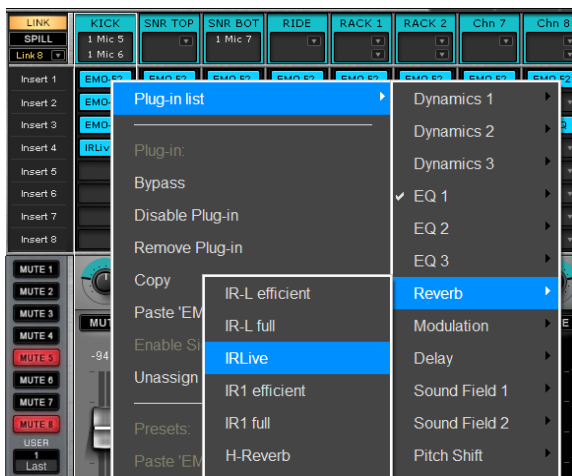 LINK
KICK
SNR TOP
SNR BOT
RIDE
RACK 1
RACK 2
Chn 7
Chn 8
SPILL
1 Mic 5
1 Mic 7
Link 8
1 Mic 6
Insert 1
Insert 2
Insert 3
Insert 4
IRLiv
Insert 5
Insert 6
Insert 7
Insert 8
Plug-in list
Plug-in:
Bypass
Disable Plug-in
Remove Plug-in
Copy
Paste 'EM
Enable Si
Unassign
Presets:
Paste 'EM
Dynamics 1
Dynamics 2
Dynamics 3
EQ 1
EQ 2
EQ 3
Reverb
Modulation
Delay
Sound Field 1
Sound Field 2
Pitch Shift
IR-L efficient
IR-L full
IRLive
IR1 efficient
IR1 full
H-Reverb
MUTE 1
MUTE 2
MUTE 3
MUTE 4
MUTE 5
MUTE 6
MUTE 7
MUTE 8
USER
1
Last
MUT
-94